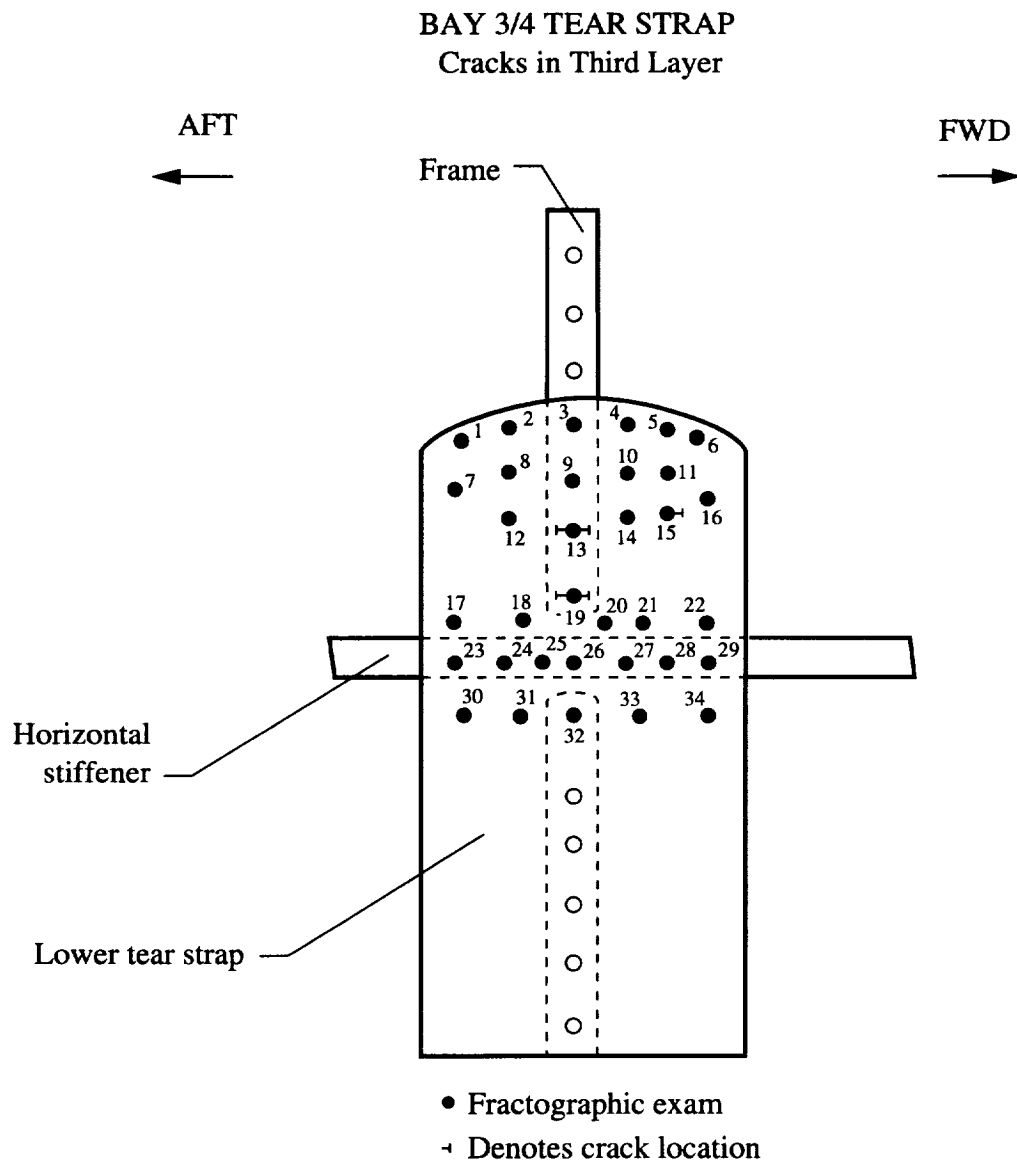 BAY 3/4 TEAR STRAP
Cracks in Third Layer
AFT
FWD
Frame
1 2 3 4 5 6
7 8 9 10 11
12 13 14 15 16
17 18 19 20 21 22
23 24 25 26 27 28 29
30 31 32 33 34
Horizontal
stiffener
Lower tear strap
Fractographic exam
Denotes crack location